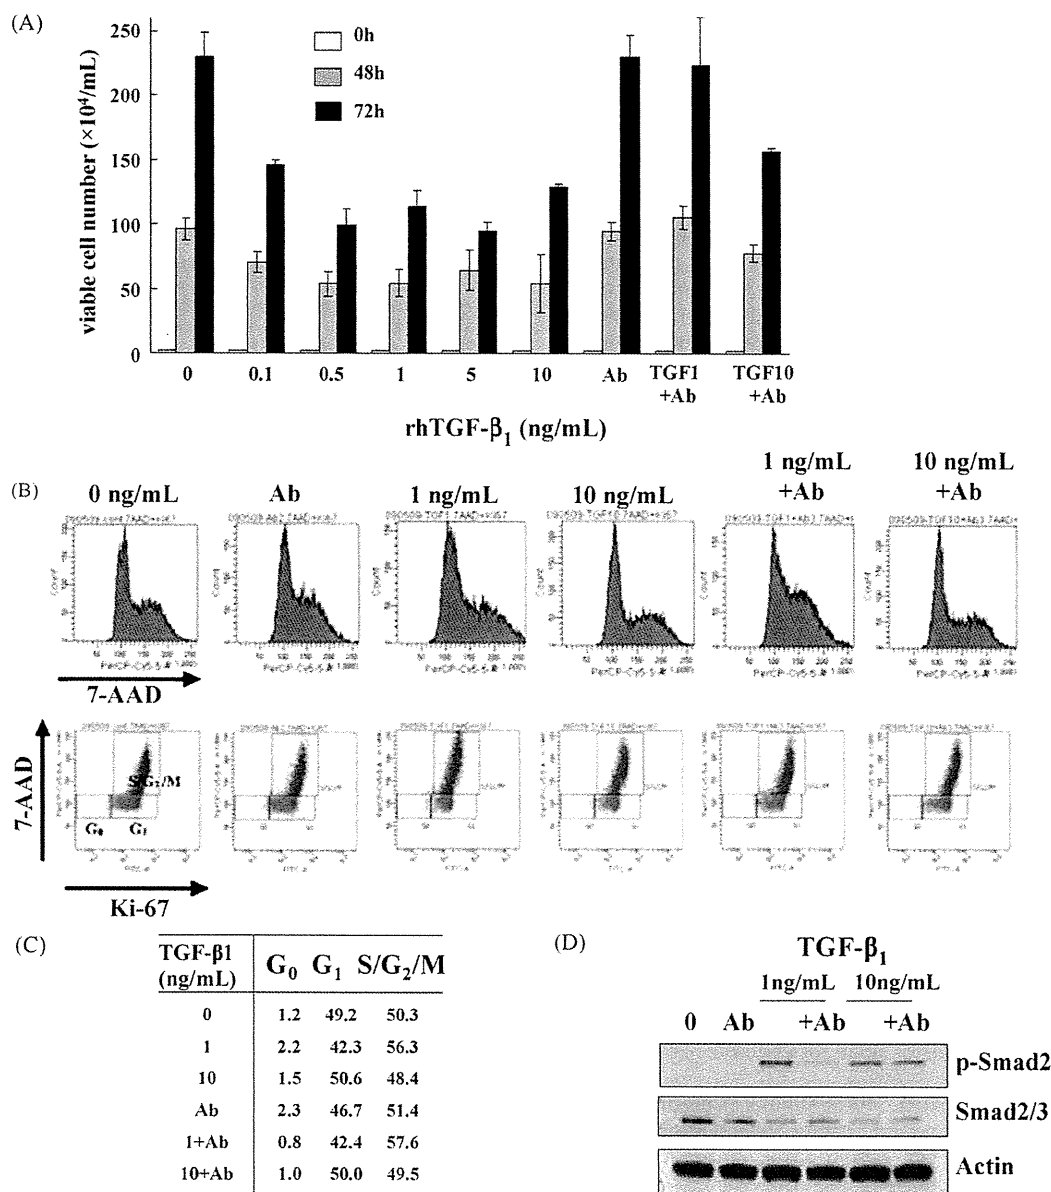 (A)
viable cell number (×10⁴/mL)
250
200
150
100
50
0
0h
48h
72h
0 0.1 0.5 1 5 10 Ab TGF1 +Ab TGF10 +Ab
rhTGF-β₁ (ng/mL)
(B)
0 ng/mL
Ab
1 ng/mL
10 ng/mL
1 ng/mL
+Ab
10 ng/mL
+Ab
Count
7-AAD
7-AAD
S/G₂/M
G₀ G₁
Ki-67
(C)
TGF-β1
(ng/mL)
G₀ G₁ S/G₂/M
0 1.2 49.2 50.3
1 2.2 42.3 56.3
10 1.5 50.6 48.4
Ab 2.3 46.7 51.4
1+Ab 0.8 42.4 57.6
10+Ab 1.0 50.0 49.5
(D)
TGF-β₁
1ng/mL 10ng/mL
0 Ab +Ab +Ab
p-Smad2
Smad2/3
Actin